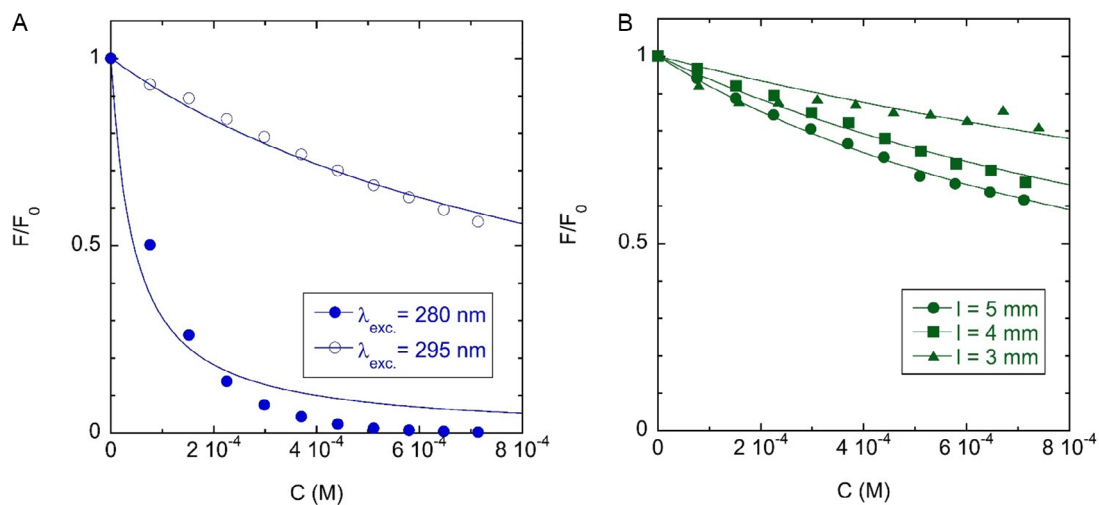 A
F/F0
1
0.5
0
λexc. = 280 nm
λexc. = 295 nm
0 2 10-4 4 10-4 6 10-4 8 10-4
C (M)
B
F/F0
1
0.5
0
l = 5 mm
l = 4 mm
l = 3 mm
0 2 10-4 4 10-4 6 10-4 8 10-4
C (M)